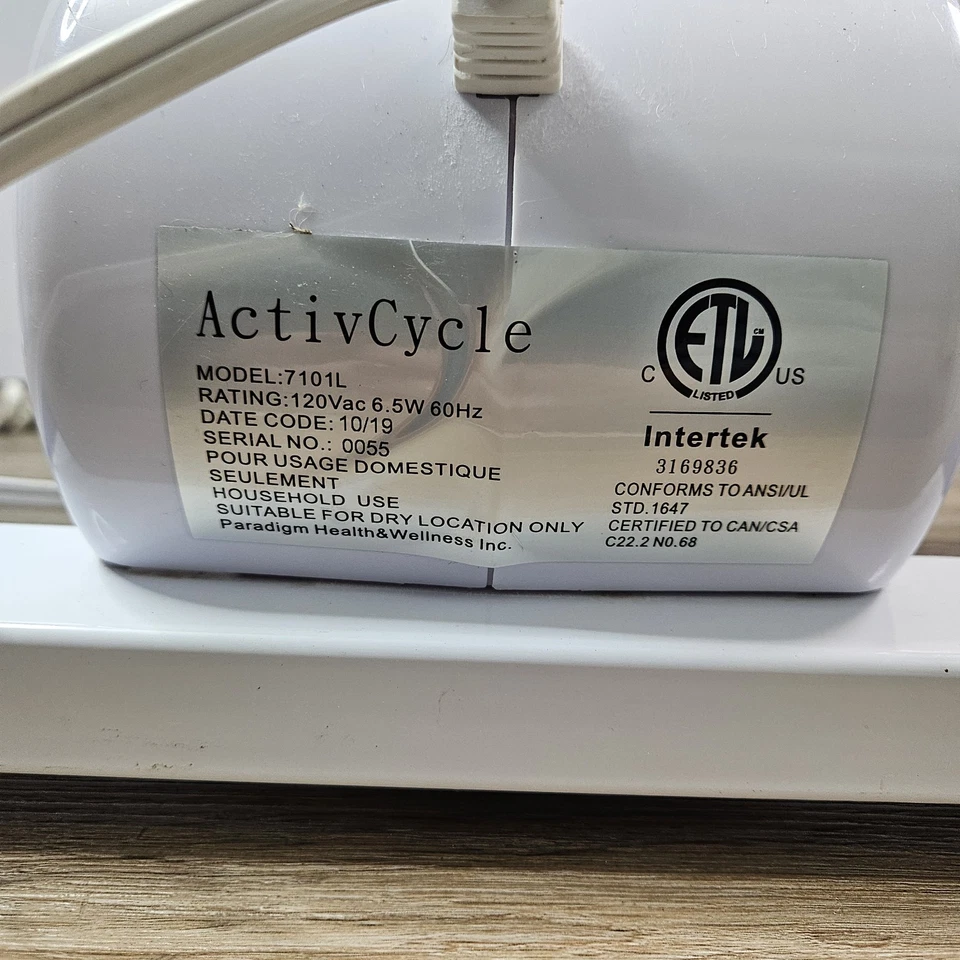 ActivCycle
MODEL:7101L
RATING:120Vac 6.5W 60Hz
DATE CODE: 10/19
SERIAL NO.: 0055
POUR USAGE DOMESTIQUE
SEULEMENT
HOUSEHOLD USE
SUITABLE FOR DRY LOCATION ONLY
Paradigm Health&Wellness Inc.
ETL CM
C US
LISTED
Intertek
3169836
CONFORMS TO ANSI/UL
STD.1647
CERTIFIED TO CAN/CSA
C22.2 N0.68